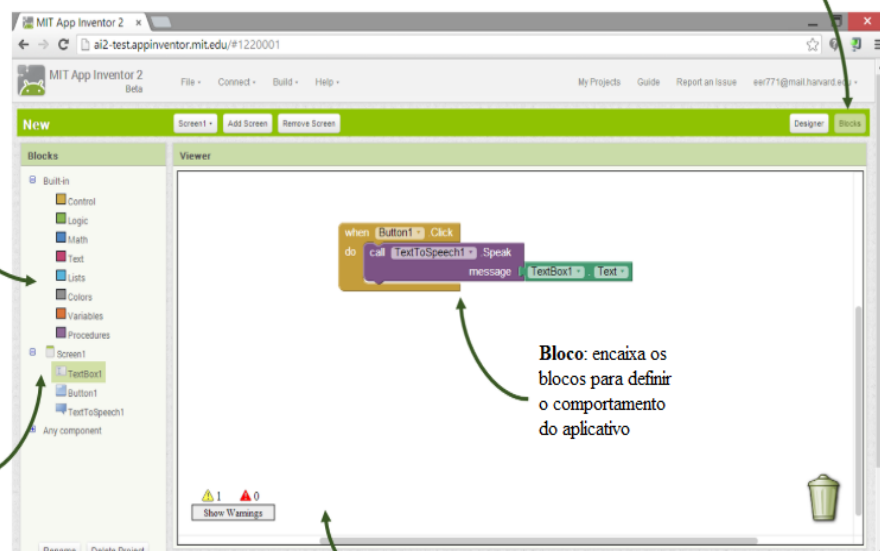 MIT App Inventor 2 ×
ai2-test.appinventor.mit.edu/#1220001
MIT App Inventor 2
Beta
File Connect Build Help
My Projects Guide Report an Issue eer771@mail.harvard.edu
New
Screen1 Add Screen Remove Screen
Designer Blocks
Blocks
Viewer
Built-in
Control
Logic
Math
Text
Lists
Colors
Variables
Procedures
Screen1
TextBox1
Button1
TextToSpeech1
Any component
when Button1 .Click
do call TextToSpeech1 .Speak
message TextBox1 . Text
Bloco: encaixa os
blocos para definir
o comportamento
do aplicativo
1 0
Show Warnings
Rename Delete Project